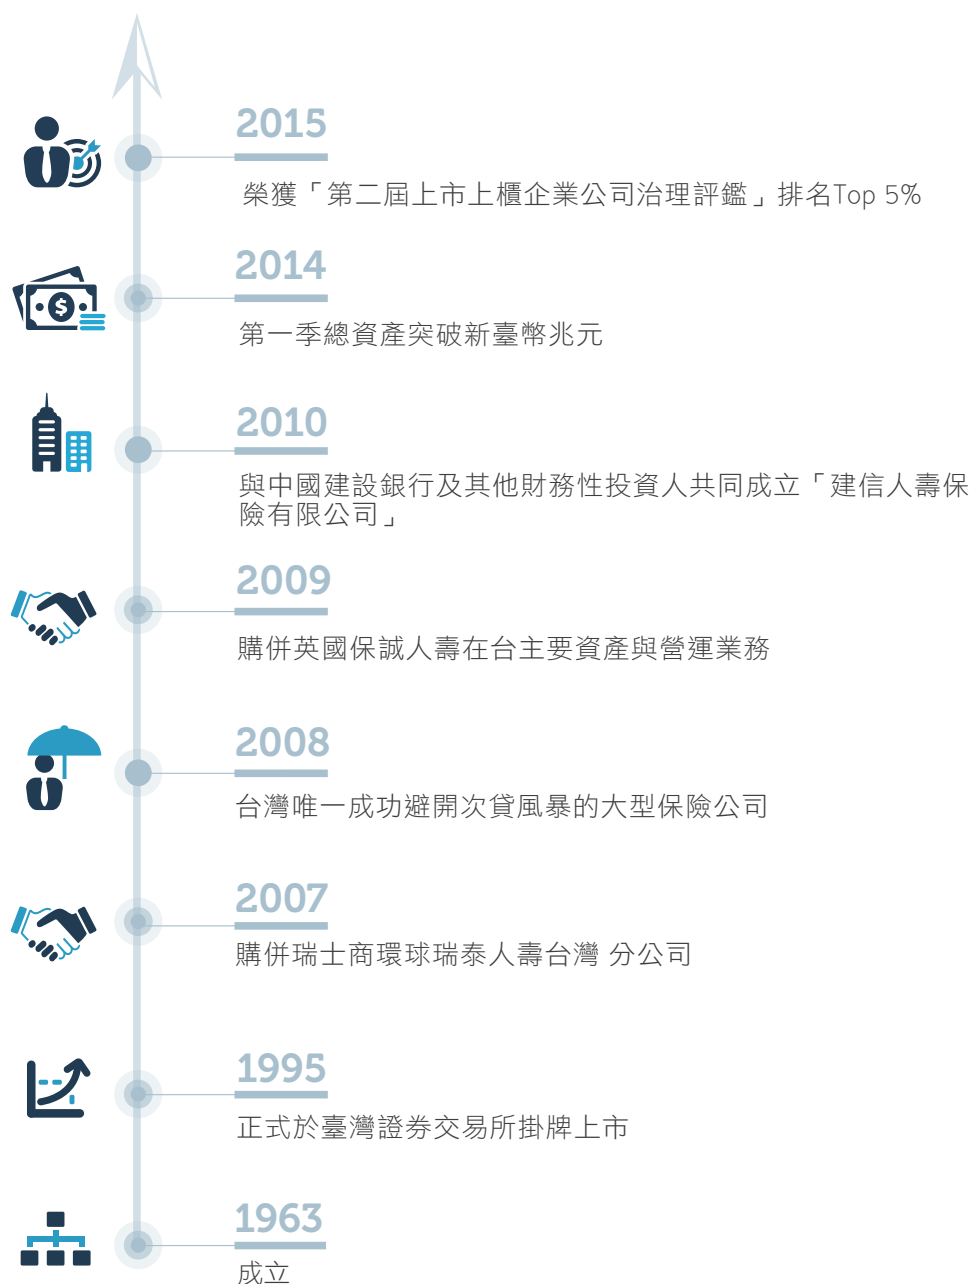 2015
榮獲「第二屆上市上櫃企業公司治理評鑑」排名Top 5%
2014
第一季總資產突破新臺幣兆元
2010
與中國建設銀行及其他財務性投資人共同成立「建信人壽保
險有限公司」
2009
購併英國保誠人壽在台主要資產與營運業務
2008
台灣唯一成功避開次貸風暴的大型保險公司
2007
購併瑞士商環球瑞泰人壽台灣 分公司
1995
正式於臺灣證券交易所掛牌上市
1963
成立